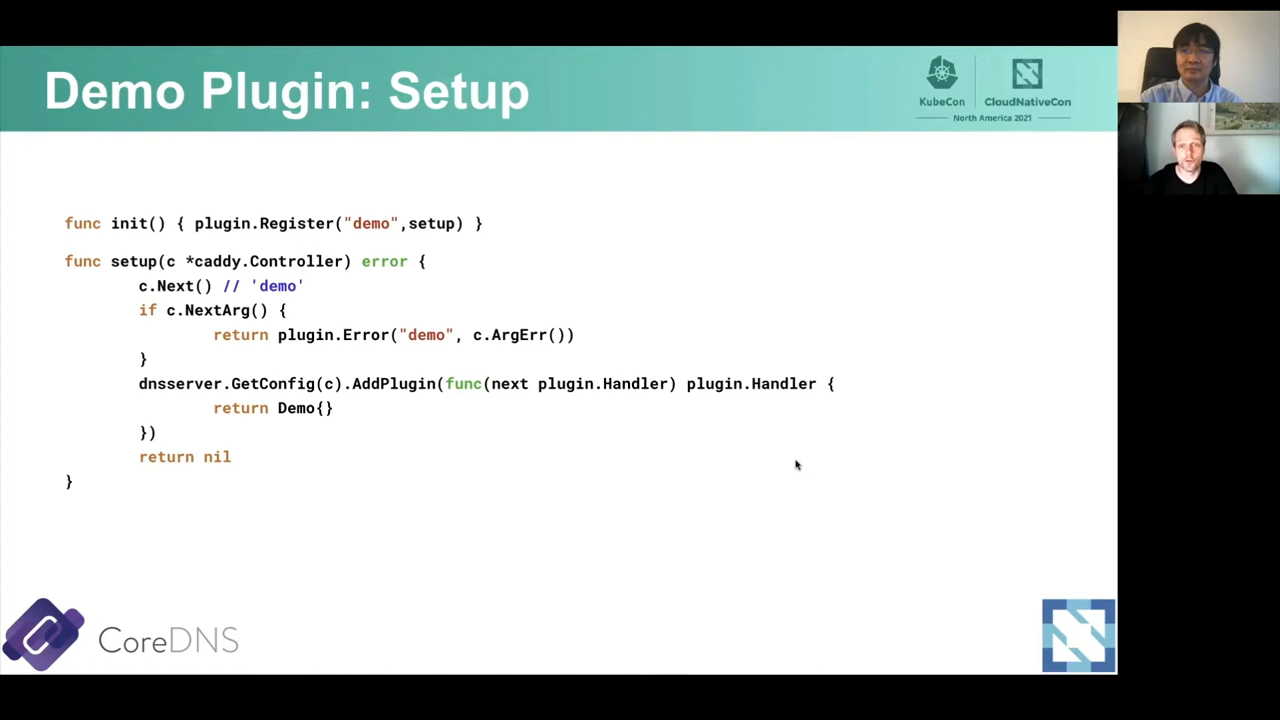 Demo Plugin: Setup
KubeCon
CloudNativeCon
North America 2021
func init() { plugin.Register("demo",setup) }
func setup(c *caddy.Controller) error {
c.Next() // 'demo'
if c.NextArg() {
return plugin.Error("demo", c.ArgErr())
}
dnsserver.GetConfig(c).AddPlugin(func(next plugin.Handler) plugin.Handler {
return Demo{}
})
return nil
}
CoreDNS